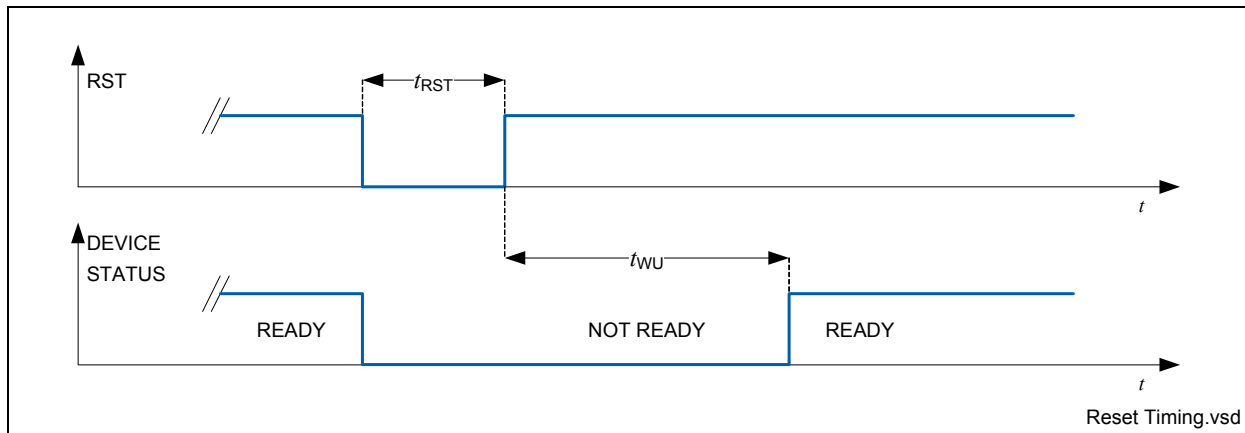 RST
tRST
t
DEVICE
STATUS
tWU
READY
NOT READY
READY
t
Reset Timing.vsd